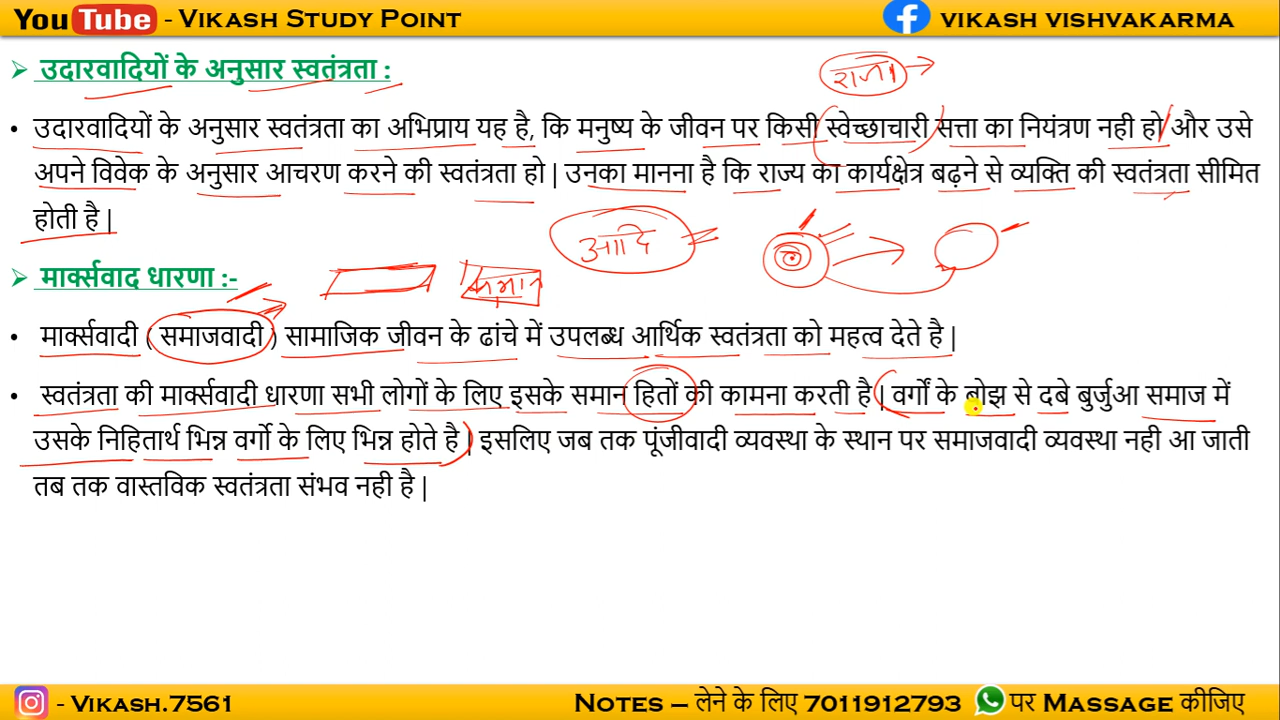 YouTube - Vikash Study Point
vikash vishvakarma
राजा
➢ उदारवादियों के अनुसार स्वतंत्रता :
• उदारवादियों के अनुसार स्वतंत्रता का अभिप्राय यह है, कि मनुष्य के जीवन पर किसी स्वेच्छाचारी सत्ता का नियंत्रण नही हो और उसे
अपने विवेक के अनुसार आचरण करने की स्वतंत्रता हो | उनका मानना है कि राज्य का कार्यक्षेत्र बढ़ने से व्यक्ति की स्वतंत्रता सीमित
होती है |
आदि
➢ मार्क्सवाद धारणा :-
समान
• मार्क्सवादी ( समाजवादी ) सामाजिक जीवन के ढांचे में उपलब्ध आर्थिक स्वतंत्रता को महत्व देते है |
• स्वतंत्रता की मार्क्सवादी धारणा सभी लोगों के लिए इसके समान हितों की कामना करती है | वर्गों के बोझ से दबे बुर्जुआ समाज में
उसके निहितार्थ भिन्न वर्गो के लिए भिन्न होते है | इसलिए जब तक पूंजीवादी व्यवस्था के स्थान पर समाजवादी व्यवस्था नही आ जाती
तब तक वास्तविक स्वतंत्रता संभव नही है |
- Vikash.7561
Notes – लेने के लिए 7011912793 पर Massage कीजिए